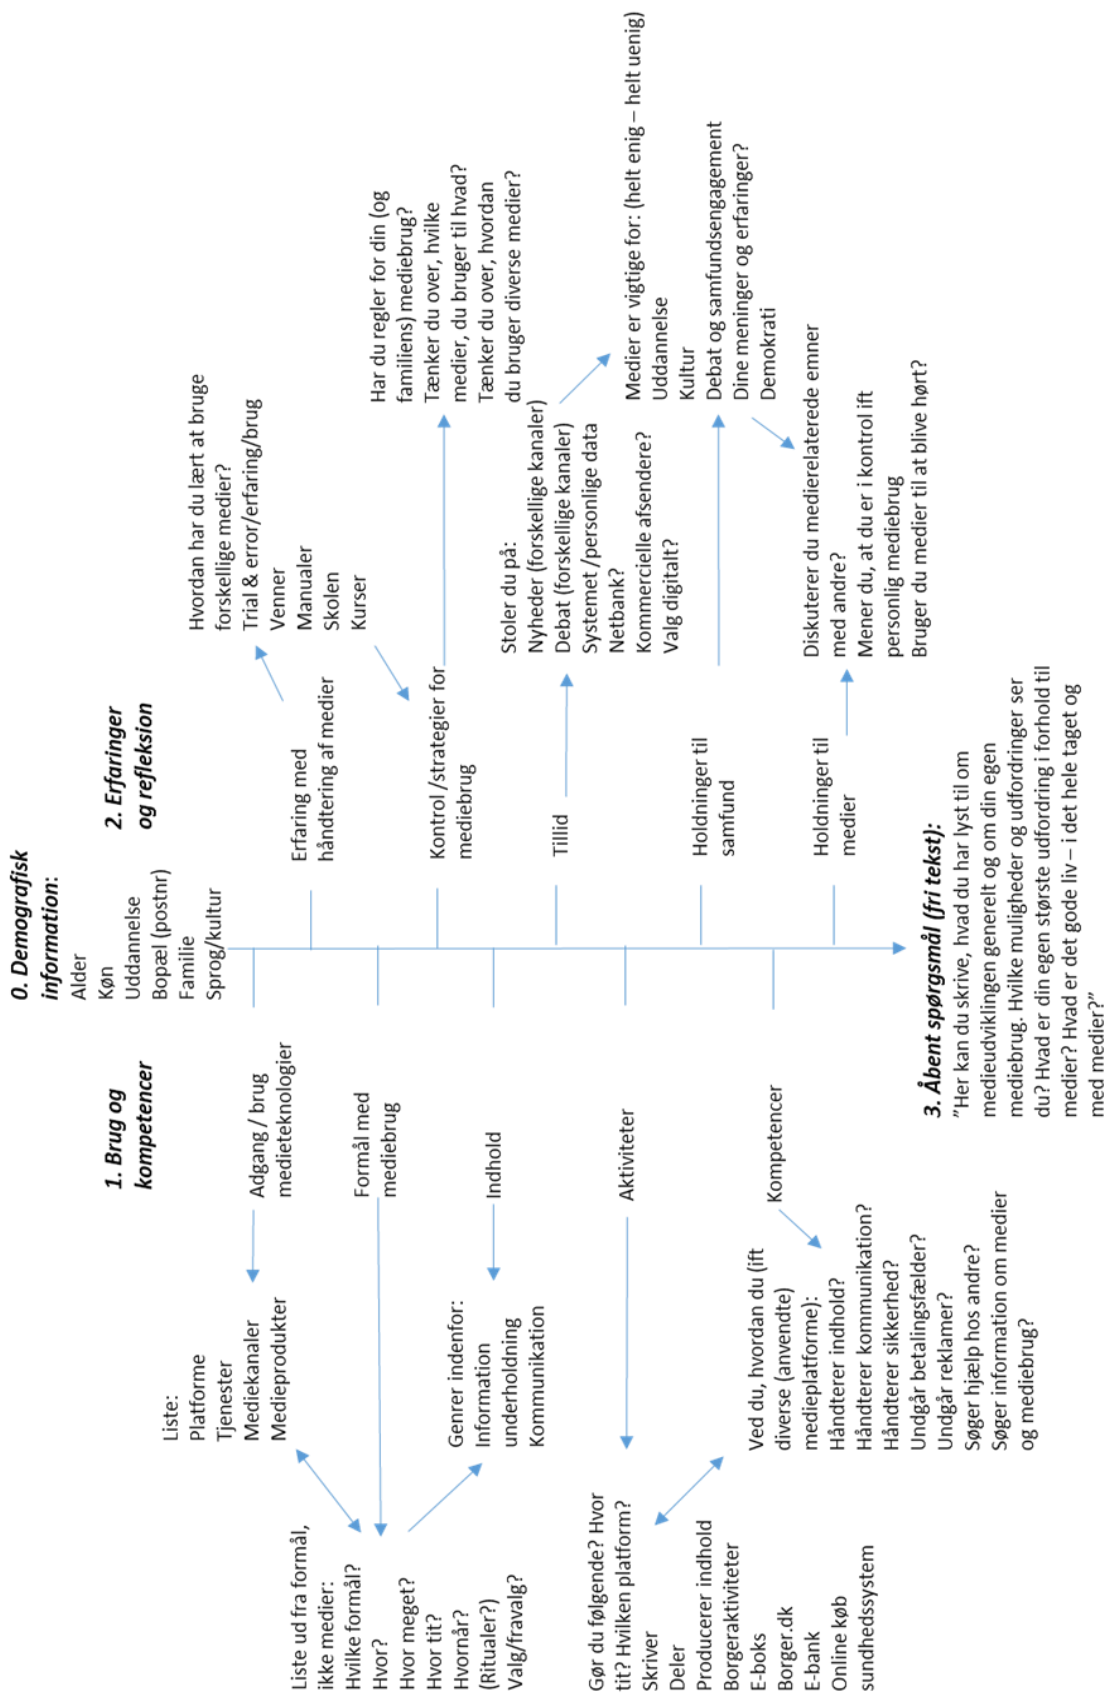 0. Demografisk
information:
Alder
Køn
Uddannelse
Bopæl (postnr)
Familie
Sprog/kultur
1. Brug og
kompetencer
Adgang / brug
medieteknologier
Liste:
Platforme
Tjenester
Mediekanaler
Medieprodukter
Formål med
mediebrug
Liste ud fra formål,
ikke medier:
Hvilke formål?
Hvor?
Hvor meget?
Hvor tit?
Hvornår?
(Ritualer?)
Valg/fravalg?
Indhold
Genrer indenfor:
Information
underholdning
Kommunikation
Aktiviteter
Gør du følgende? Hvor
tit? Hvilken platform?
Skriver
Deler
Producerer indhold
Borgeraktiviteter
E-boks
Borger.dk
E-bank
Online køb
sundhedssystem
Kompetencer
Ved du, hvordan du (ift
diverse (anvendte)
medieplatforme):
Håndterer indhold?
Håndterer kommunikation?
Håndterer sikkerhed?
Undgår betalingsfælder?
Undgår reklamer?
Søger hjælp hos andre?
Søger information om medier
og mediebrug?
2. Erfaringer
og refleksion
Erfaring med
håndtering af medier
Hvordan har du lært at bruge
forskellige medier?
Trial & error/erfaring/brug
Venner
Manualer
Skolen
Kurser
Kontrol /strategier for
mediebrug
Har du regler for din (og
familiens) mediebrug?
Tænker du over, hvilke
medier, du bruger til hvad?
Tænker du over, hvordan
du bruger diverse medier?
Tillid
Stoler du på:
Nyheder (forskellige kanaler)
Debat (forskellige kanaler)
Systemet /personlige data
Netbank?
Kommercielle afsendere?
Valg digitalt?
Holdninger til
samfund
Medier er vigtige for: (helt enig – helt uenig)
Uddannelse
Kultur
Debat og samfundsengagement
Dine meninger og erfaringer?
Demokrati
Holdninger til
medier
Diskuterer du medierelaterede emner
med andre?
Mener du, at du er i kontrol ift
personlig mediebrug
Bruger du medier til at blive hørt?
3. Åbent spørgsmål (fri tekst):
”Her kan du skrive, hvad du har lyst til om
medieudviklingen generelt og om din egen
mediebrug. Hvilke muligheder og udfordringer ser
du? Hvad er din egen største udfordring i forhold til
medier? Hvad er det gode liv – i det hele taget og
med medier?”